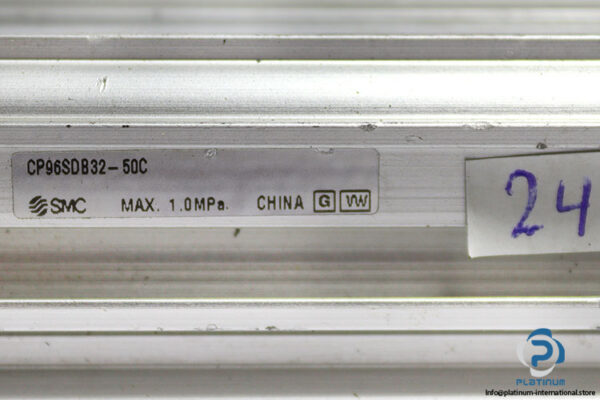 CP96SDB32-50C
SMC MAX. 1.0MPa. CHINA G VW
24
PLATINUM
info@platinum-international.store